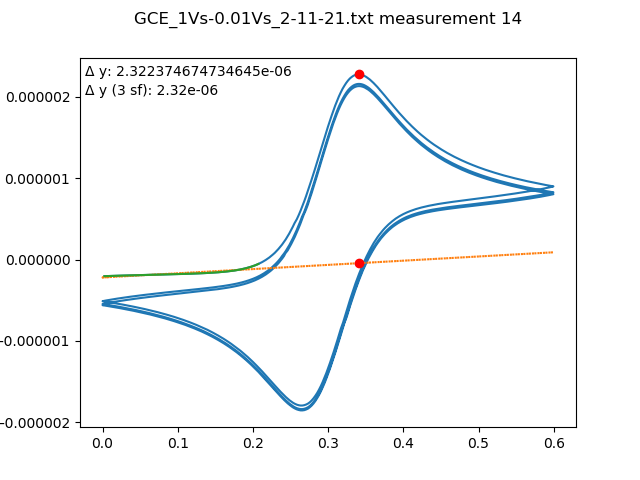 GCE_1Vs-0.01Vs_2-11-21.txt measurement 14
Δ y: 2.322374674734645e-06
Δ y (3 sf): 2.32e-06
0.000002
0.000001
0.000000
-0.000001
-0.000002
0.0 0.1 0.2 0.3 0.4 0.5 0.6